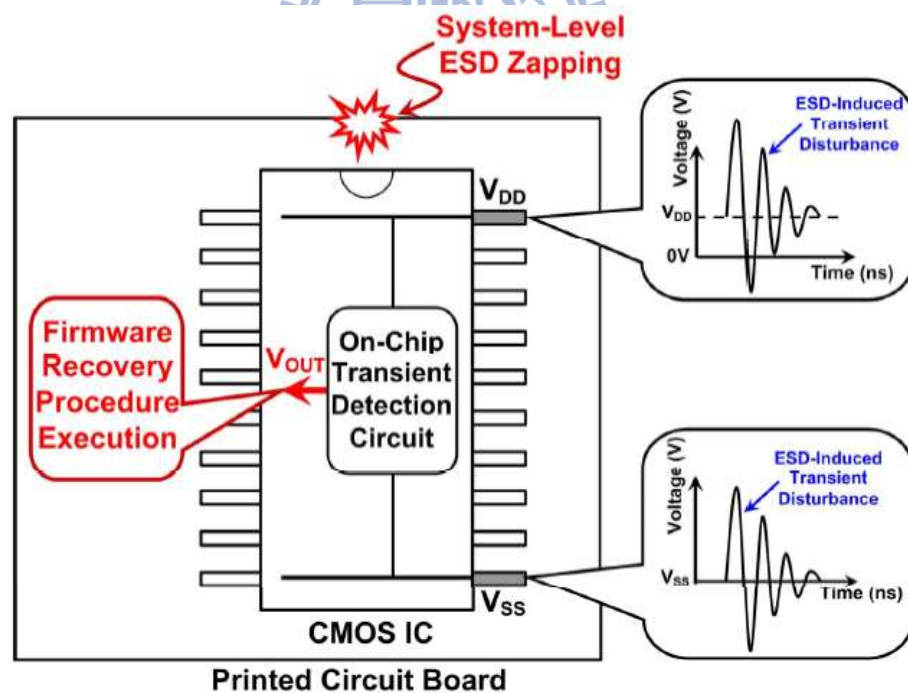 System-Level
ESD Zapping
ESD-Induced
Transient
Disturbance
Voltage (V)
VDD
0V
Time (ns)
VDD
Firmware
Recovery
Procedure
Execution
VOUT
On-Chip
Transient
Detection
Circuit
ESD-Induced
Transient
Disturbance
Voltage (V)
VSS
Time (ns)
VSS
CMOS IC
Printed Circuit Board